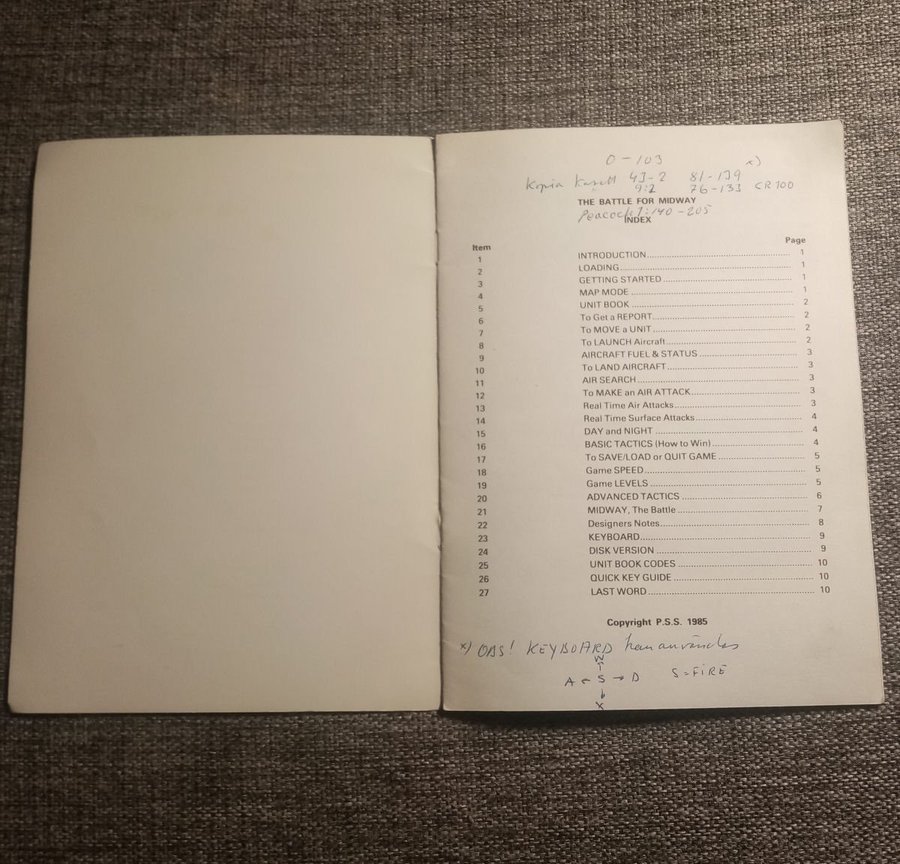 0-103 x)
Kopia Kasett 43-2 81-139
9:2 76-133 CR 100
THE BATTLE FOR MIDWAY
Peacock 7:140-205
INDEX
Item Page
1 INTRODUCTION 1
2 LOADING 1
3 GETTING STARTED 1
4 MAP MODE 1
5 UNIT BOOK 2
6 To Get a REPORT 2
7 To MOVE a UNIT 2
8 To LAUNCH Aircraft 2
9 AIRCRAFT FUEL & STATUS 3
10 To LAND AIRCRAFT 3
11 AIR SEARCH 3
12 To MAKE an AIR ATTACK 3
13 Real Time Air Attacks 3
14 Real Time Surface Attacks 4
15 DAY and NIGHT 4
16 BASIC TACTICS (How to Win) 4
17 To SAVE/LOAD or QUIT GAME 5
18 Game SPEED 5
19 Game LEVELS 5
20 ADVANCED TACTICS 6
21 MIDWAY, The Battle 7
22 Designers Notes 8
23 KEYBOARD 9
24 DISK VERSION 9
25 UNIT BOOK CODES 10
26 QUICK KEY GUIDE 10
27 LAST WORD 10
Copyright P.S.S. 1985
x) OBS! KEYBOARD kan användas
W
A ← S → D S=FIRE
X